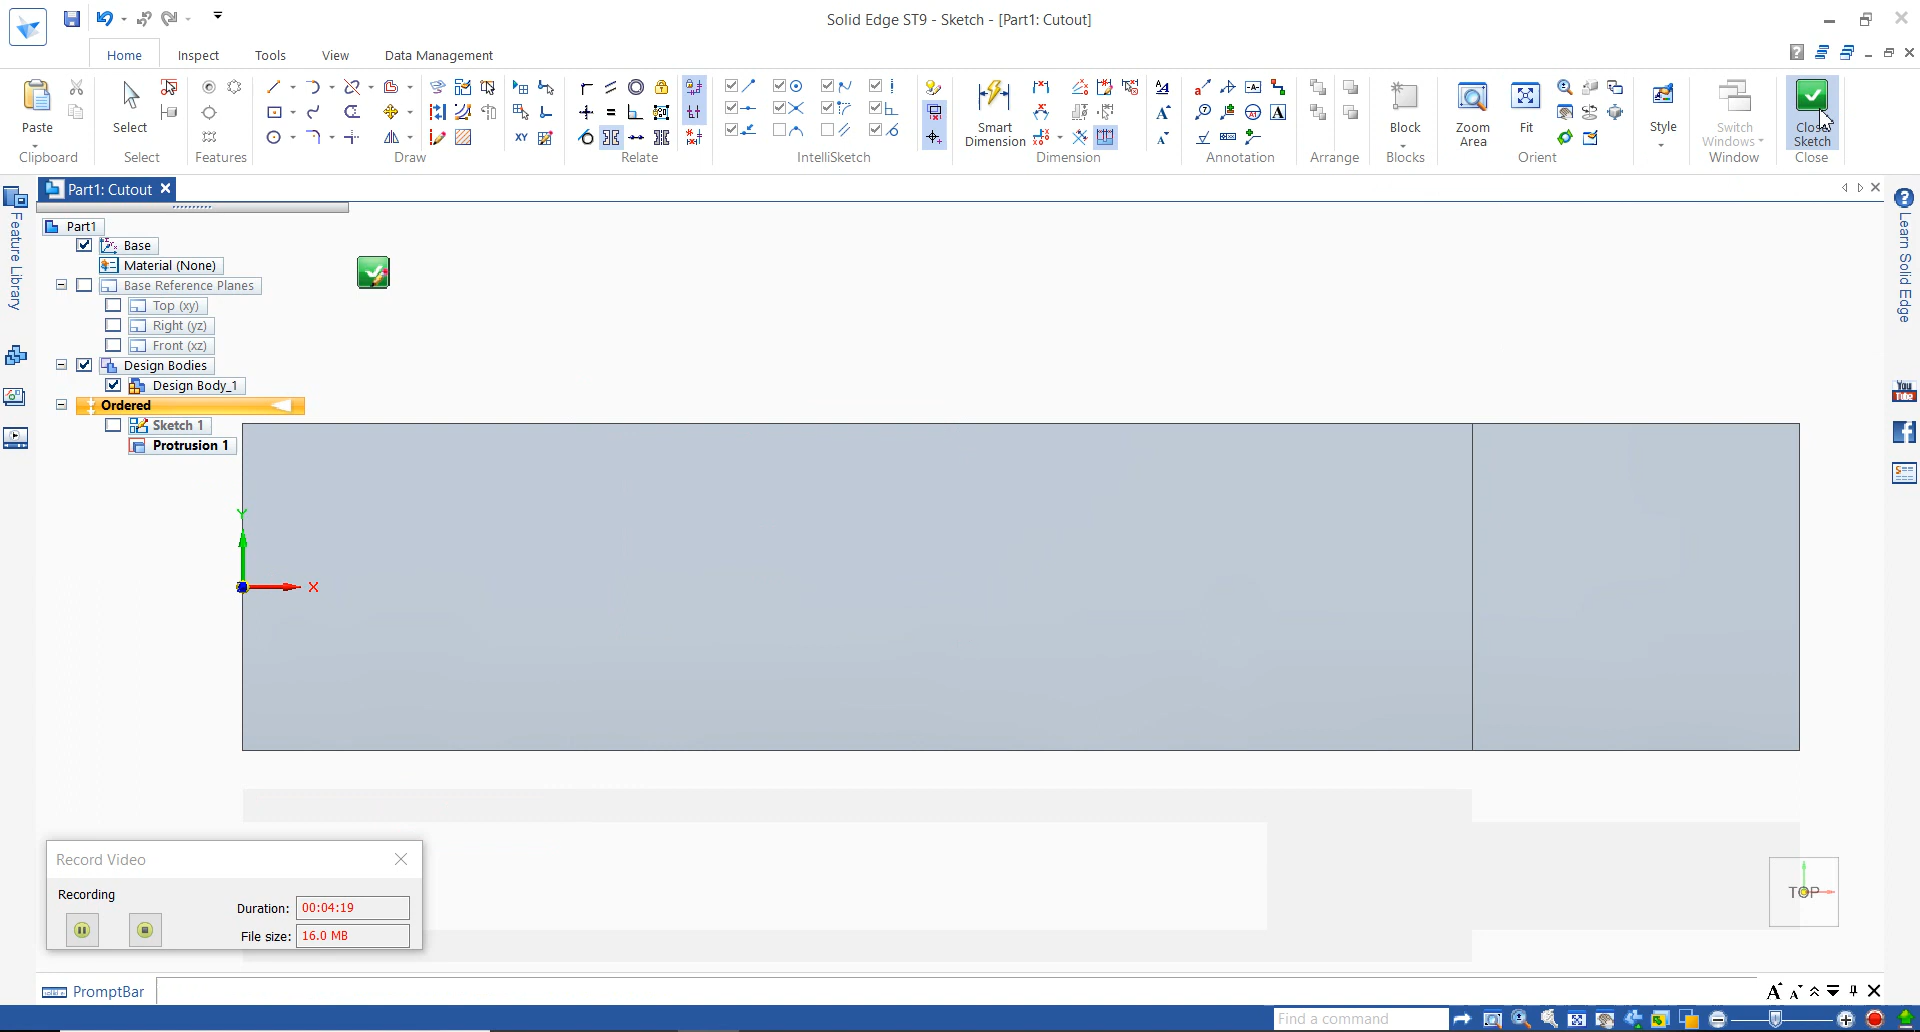 Solid Edge ST9 - Sketch - [Part1: Cutout]
Home Inspect Tools View Data Management
Paste
Clipboard
Select
Select
Features
Draw
Relate
IntelliSketch
Smart
Dimension
Dimension
Annotation
Arrange
Block
Blocks
Zoom
Area
Fit
Orient
Style
Switch
Windows
Window
Close
Sketch
Close
Part1: Cutout
Feature Library
Part1
Base
Material (None)
Base Reference Planes
Top (xy)
Right (yz)
Front (xz)
Design Bodies
Design Body_1
Ordered
Sketch 1
Protrusion 1
Y
X
Learn Solid Edge
You
Tube
TOP
Record Video
Recording
Duration: 00:04:19
File size: 16.0 MB
PromptBar
Find a command